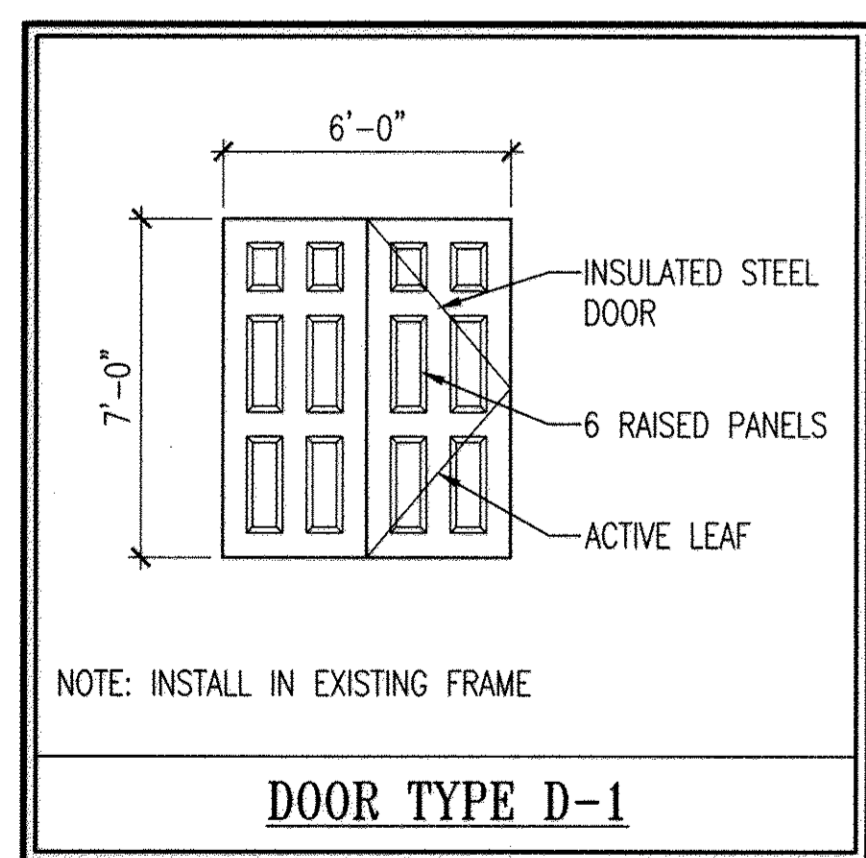 6'-0"
7'-0"
INSULATED STEEL
DOOR
6 RAISED PANELS
ACTIVE LEAF
NOTE: INSTALL IN EXISTING FRAME
DOOR TYPE D-1